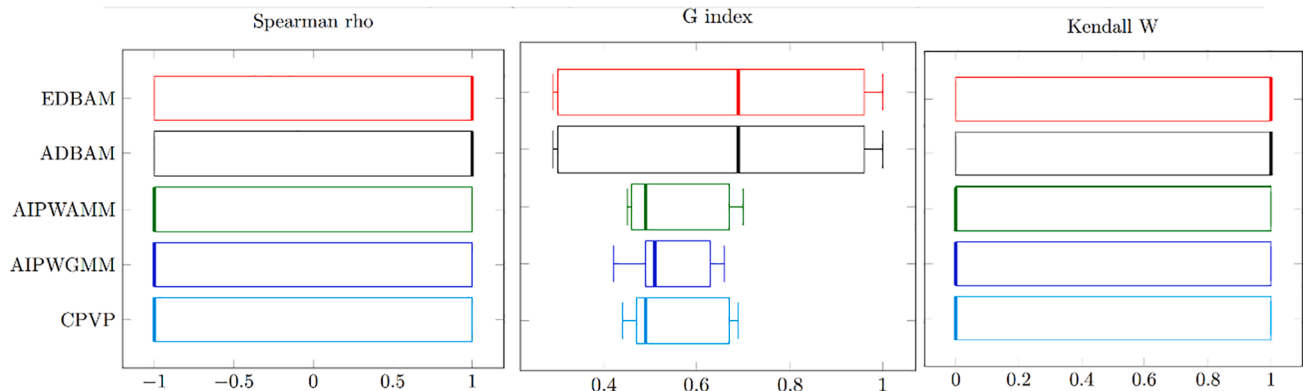 Spearman rho
G index
Kendall W
EDBAM
ADBAM
AIPWAMM
AIPWGMM
CPVP
−1 −0.5 0 0.5 1
0.4 0.6 0.8 1
0 0.2 0.4 0.6 0.8 1